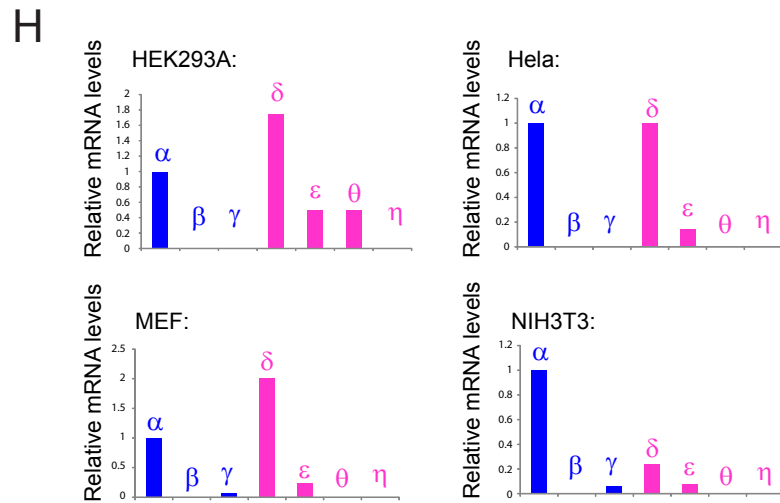 H
HEK293A:
Relative mRNA levels
2
1.8
1.6
1.4
1.2
1
0.8
0.6
0.4
0.2
0
α
β
γ
δ
ε
θ
η
Hela:
Relative mRNA levels
1.2
1
0.8
0.6
0.4
0.2
0
α
β
γ
δ
ε
θ
η
MEF:
Relative mRNA levels
2.5
2
1.5
1
0.5
0
α
β
γ
δ
ε
θ
η
NIH3T3:
Relative mRNA levels
1.2
1
0.8
0.6
0.4
0.2
0
α
β
γ
δ
ε
θ
η